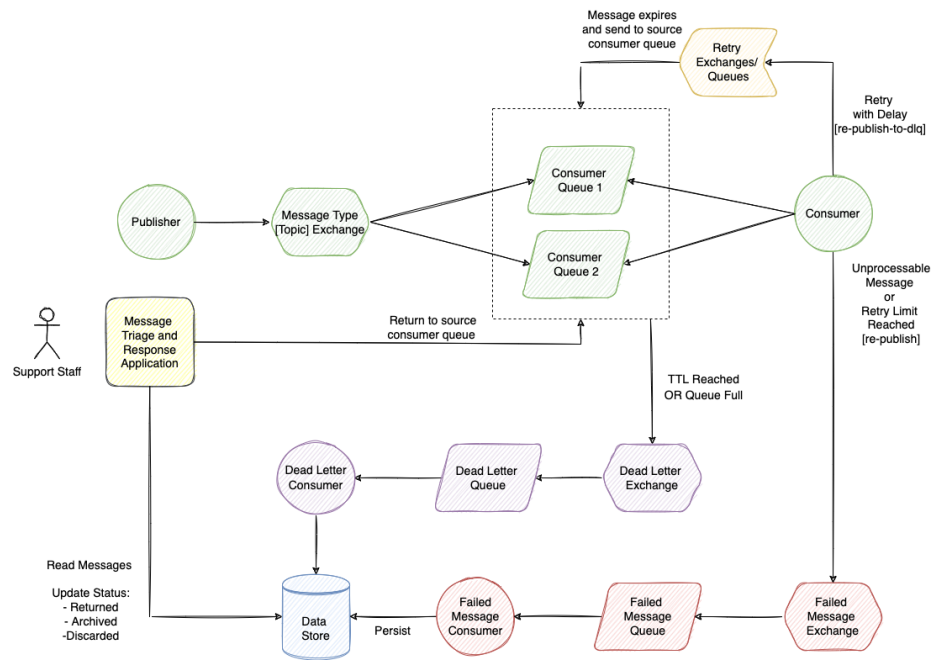 Message expires
and send to source
consumer queue
Retry
Exchanges/
Queues
Retry
with Delay
[re-publish-to-dlq]
Consumer
Queue 1
Publisher
Message Type
[Topic] Exchange
Consumer
Consumer
Queue 2
Unprocessable
Message
or
Retry Limit
Reached
[re-publish]
Message
Triage and
Response
Application
Return to source
consumer queue
Support Staff
TTL Reached
OR Queue Full
Dead Letter
Consumer
Dead Letter
Queue
Dead Letter
Exchange
Read Messages
Update Status:
- Returned
- Archived
-Discarded
Data
Store
Persist
Failed
Message
Consumer
Failed
Message
Queue
Failed
Message
Exchange